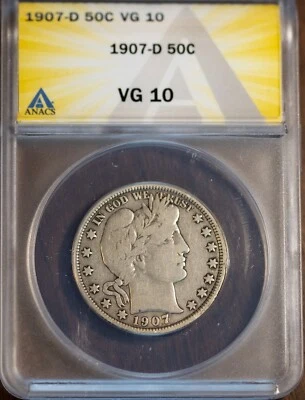 1907-D 50C VG 10
1907-D 50C
ANACS
VG 10
IN GOD WE TRUST
1907